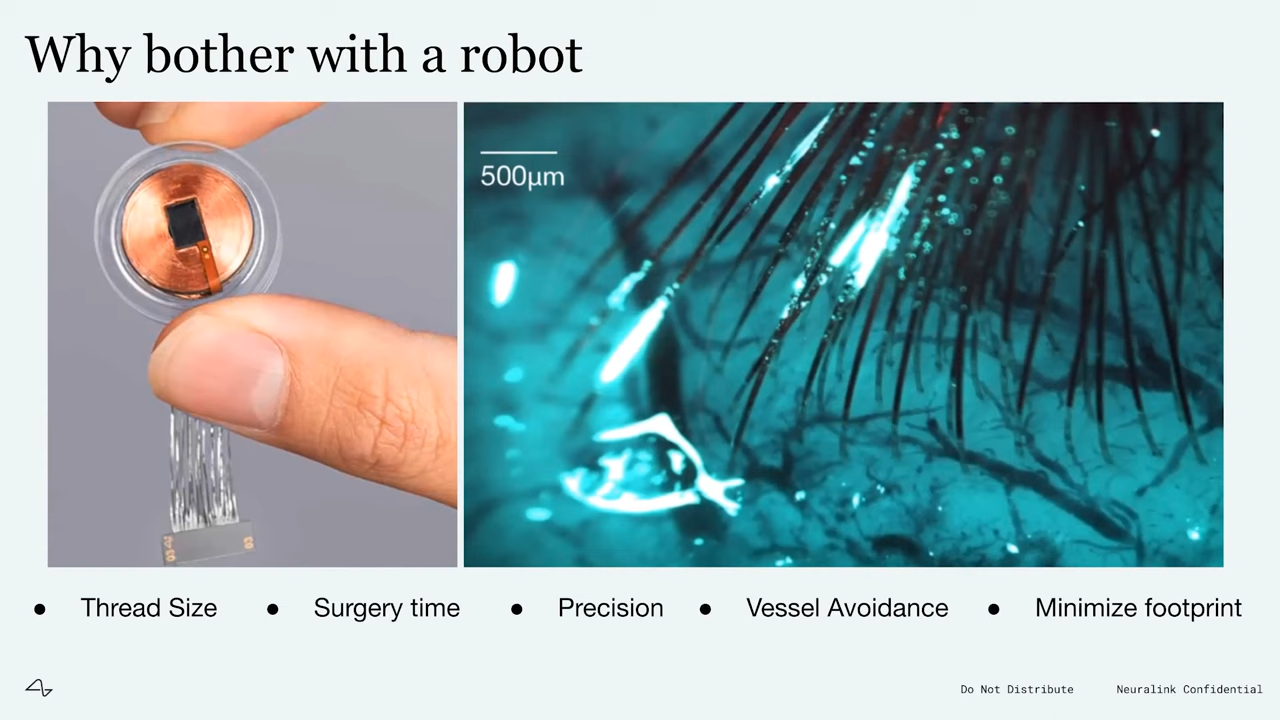 Why bother with a robot
500µm
● Thread Size ● Surgery time ● Precision ● Vessel Avoidance ● Minimize footprint
Do Not Distribute Neuralink Confidential